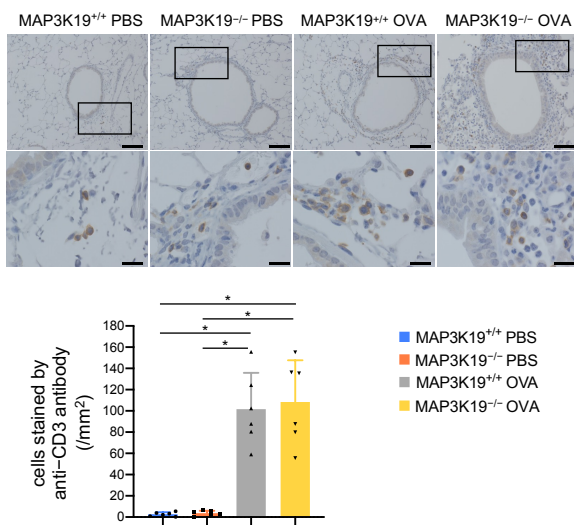 MAP3K19+/+ PBS MAP3K19−/− PBS MAP3K19+/+ OVA MAP3K19−/− OVA
*
*
*
*
cells stained by
anti−CD3 antibody
(/mm2)
180
160
140
120
100
80
60
40
20
0
MAP3K19+/+ PBS
MAP3K19−/− PBS
MAP3K19+/+ OVA
MAP3K19−/− OVA